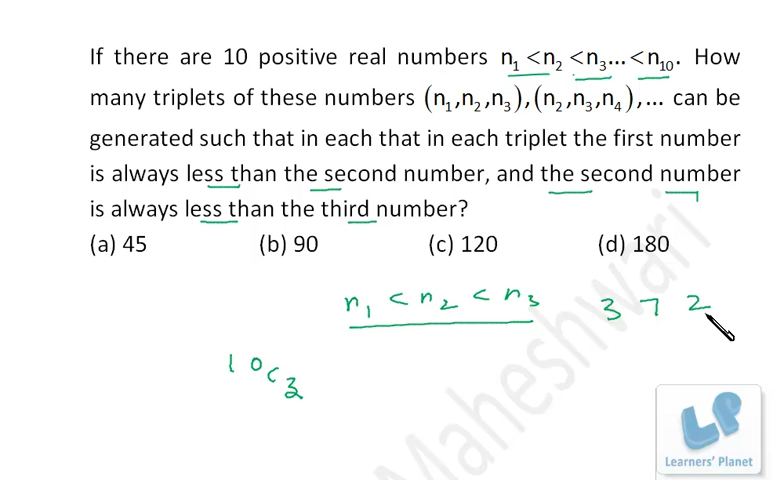 If there are 10 positive real numbers n₁ <n₂ <n₃... <n₁₀. How
many triplets of these numbers (n₁,n₂,n₃),(n₂,n₃,n₄),... can be
generated such that in each that in each triplet the first number
is always less than the second number, and the second number
is always less than the third number?
(a) 45 (b) 90 (c) 120 (d) 180
n₁ < n₂ < n₃ 3 7 2
10c₃
Maheshwari
LP
Learners' Planet